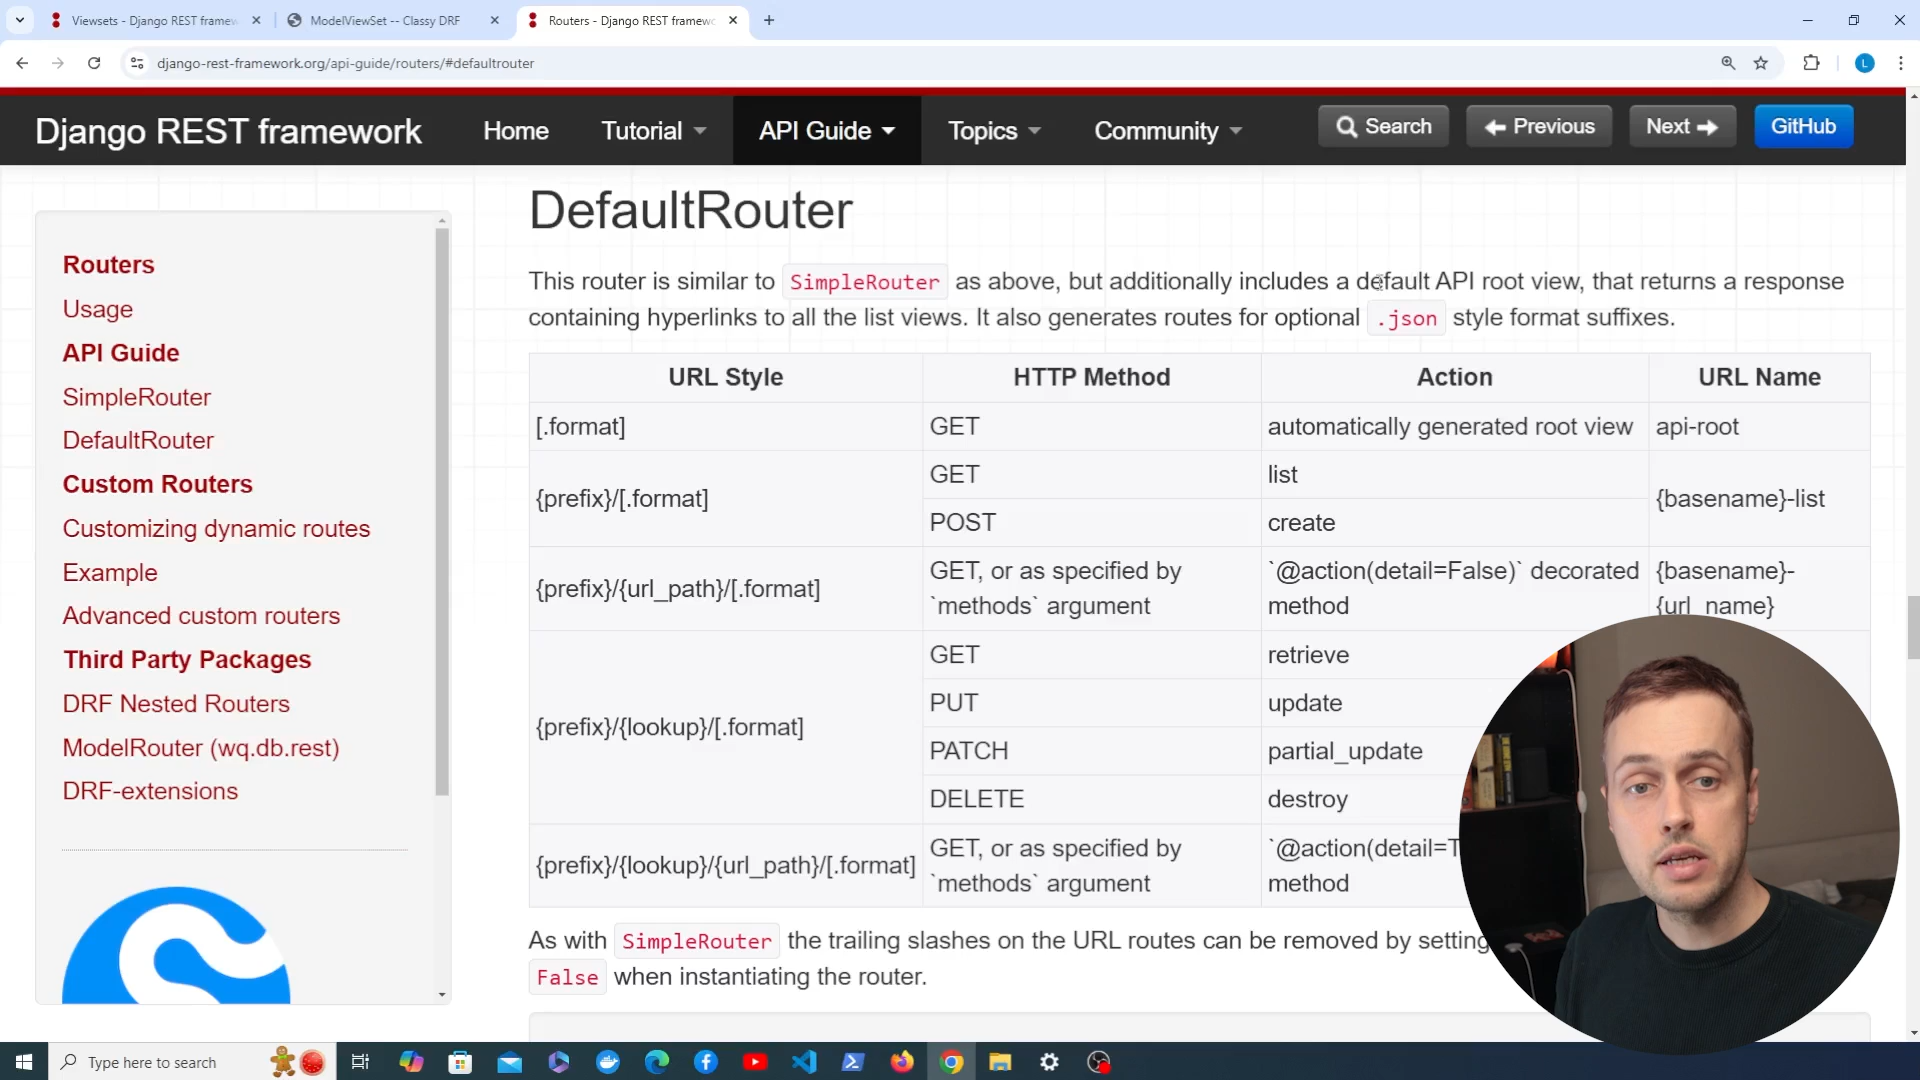 Viewsets - Django REST framew
ModelViewSet -- Classy DRF
Routers - Django REST framewo
django-rest-framework.org/api-guide/routers/#defaultrouter
L
Django REST framework
Home
Tutorial
API Guide
Topics
Community
Search
Previous
Next
GitHub
Routers
Usage
API Guide
SimpleRouter
DefaultRouter
Custom Routers
Customizing dynamic routes
Example
Advanced custom routers
Third Party Packages
DRF Nested Routers
ModelRouter (wq.db.rest)
DRF-extensions
DefaultRouter
This router is similar to SimpleRouter as above, but additionally includes a default API root view, that returns a response
containing hyperlinks to all the list views. It also generates routes for optional .json style format suffixes.
URL Style HTTP Method Action URL Name
[.format] GET automatically generated root view api-root
{prefix}/[.format] GET list {basename}-list
POST create
{prefix}/{url_path}/[.format] GET, or as specified by `methods` argument `@action(detail=False)` decorated method {basename}-{url_name}
{prefix}/{lookup}/[.format] GET retrieve
PUT update
PATCH partial_update
DELETE destroy
{prefix}/{lookup}/{url_path}/[.format] GET, or as specified by `methods` argument `@action(detail=T method
As with SimpleRouter the trailing slashes on the URL routes can be removed by setting
False when instantiating the router.
Type here to search